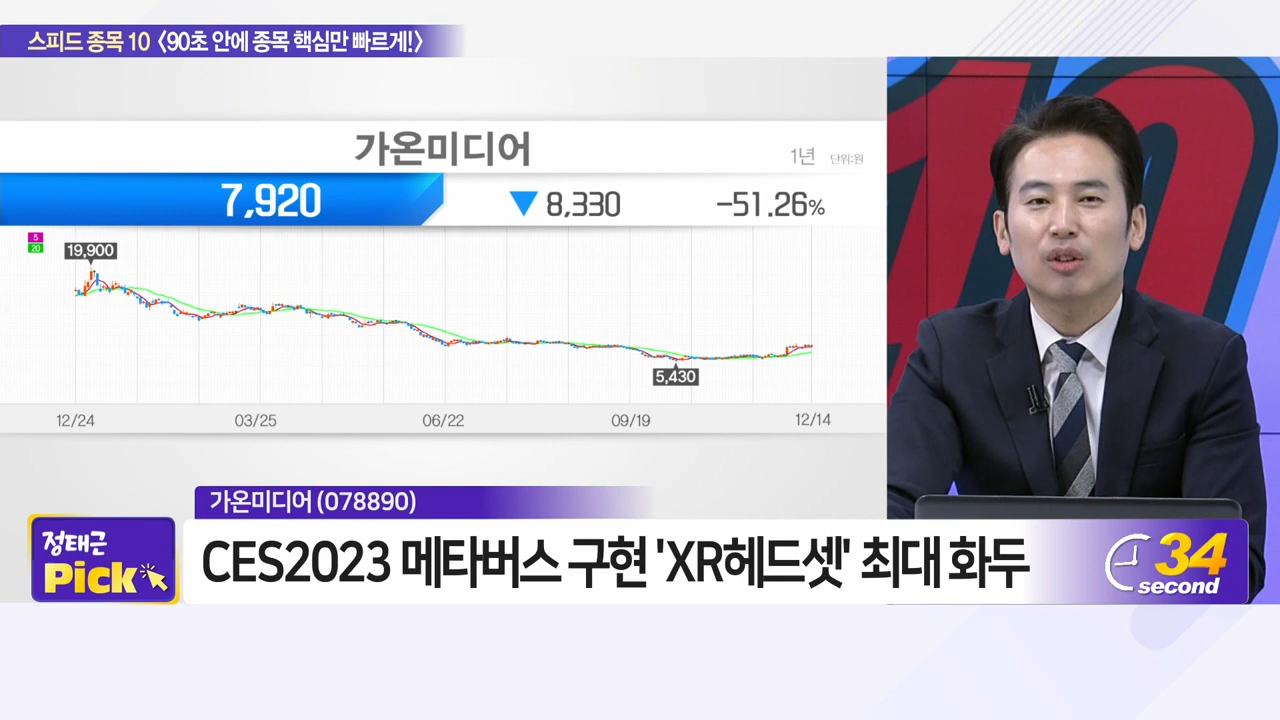 스피드 종목 10 <90초 안에 종목 핵심만 빠르게!>
가온미디어
1년 단위:원
7,920 ▼ 8,330 -51.26%
5
20
19,900
5,430
12/24 03/25 06/22 09/19 12/14
10
가온미디어 (078890)
정태근
Pick
CES2023 메타버스 구현 'XR헤드셋' 최대 화두
34
second